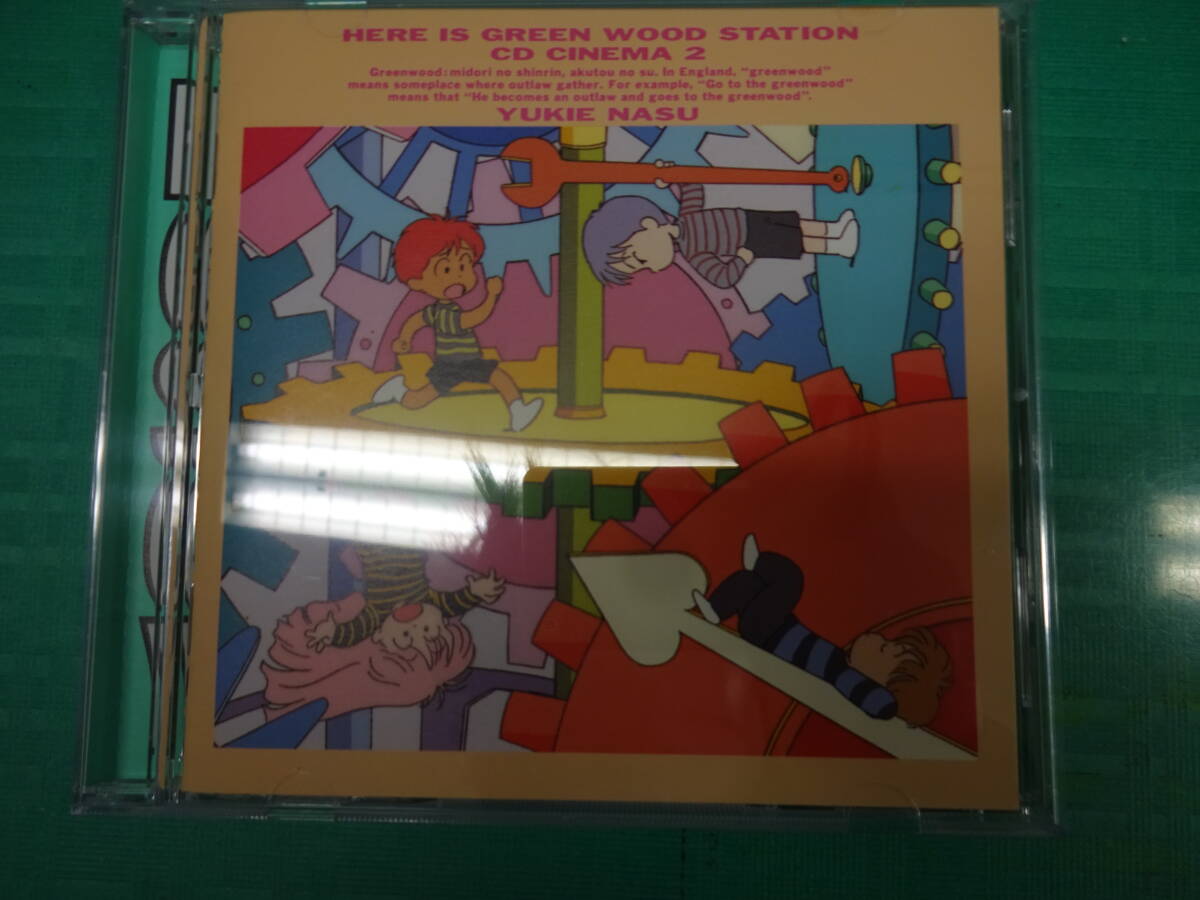 HERE IS GREEN WOOD STATION
CD CINEMA 2
Greenwood:midori no shinrin, akutou no su. In England, "greenwood"
means someplace where outlaw gather. For example, "Go to the greenwood"
means that "He becomes an outlaw and goes to the greenwood".
YUKIE NASU